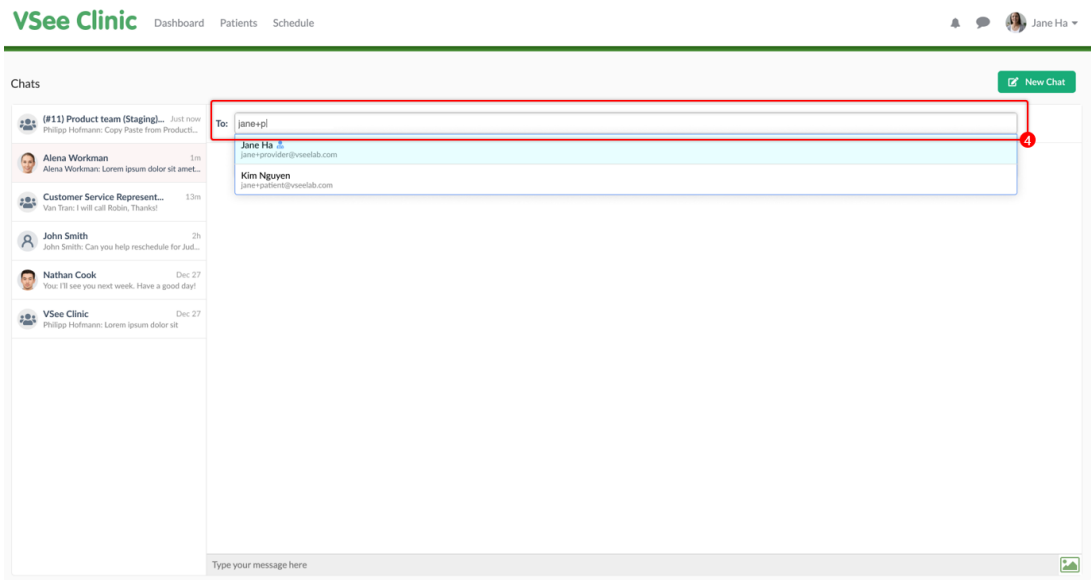 VSee Clinic Dashboard Patients Schedule Jane Ha
Chats
New Chat
(#11) Product team (Staging)... Just now
Philipp Hofmann: Copy Paste from Producti...
Alena Workman 1m
Alena Workman: Lorem ipsum dolor sit amet...
Customer Service Represent... 13m
Van Tran: I will call Robin, Thanks!
John Smith 2h
John Smith: Can you help reschedule for Jud...
Nathan Cook Dec 27
You: I'll see you next week. Have a good day!
VSee Clinic Dec 27
Philipp Hofmann: Lorem ipsum dolor sit
To: jane+p
4
Jane Ha
jane+provider@vseelab.com
Kim Nguyen
jane+patient@vseelab.com
Type your message here